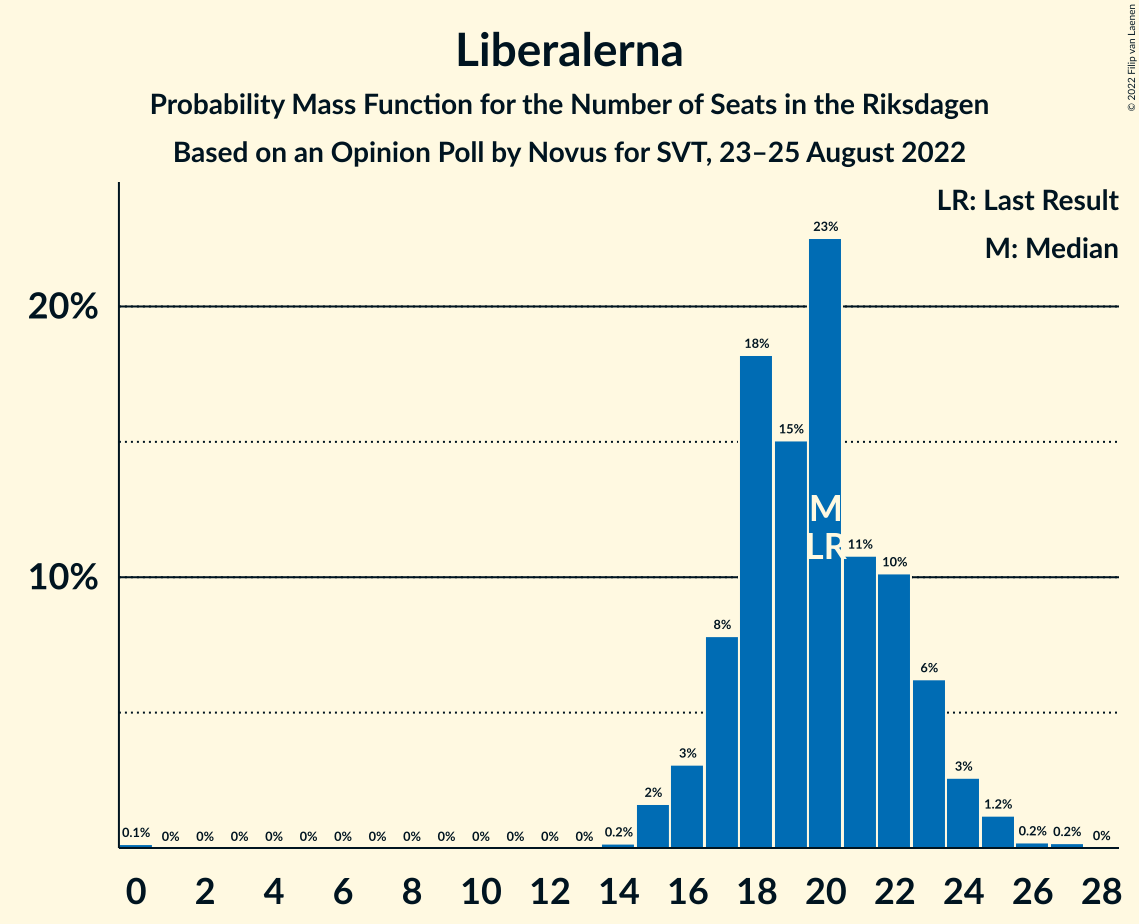 Liberalerna
Probability Mass Function for the Number of Seats in the Riksdagen
Based on an Opinion Poll by Novus for SVT, 23–25 August 2022
© 2022 Filip van Laenen
LR: Last Result
M: Median
23%
20%
18%
15%
M
LR
11%
10%
10%
8%
6%
3%
3%
2%
1.2%
0.1% 0% 0% 0% 0% 0% 0% 0% 0% 0% 0% 0% 0% 0% 0.2% 0.2% 0.2% 0%
0 2 4 6 8 10 12 14 16 18 20 22 24 26 28